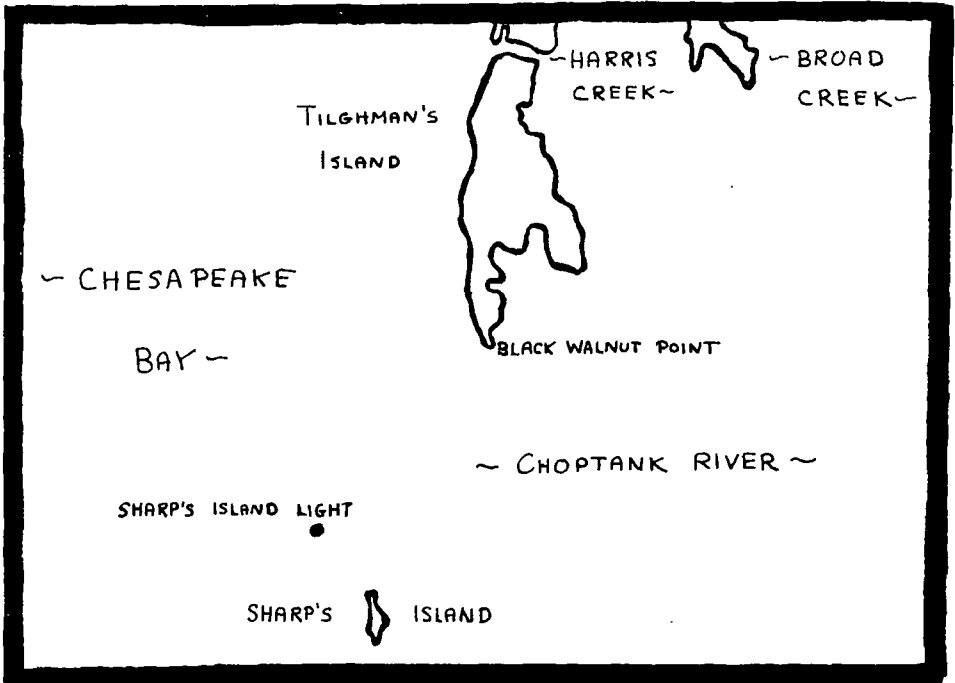 ~HARRIS
CREEK~
~BROAD
CREEK~
TILGHMAN'S
ISLAND
~ CHESAPEAKE
BAY ~
BLACK WALNUT POINT
~ CHOPTANK RIVER ~
SHARP'S ISLAND LIGHT
SHARP'S ISLAND